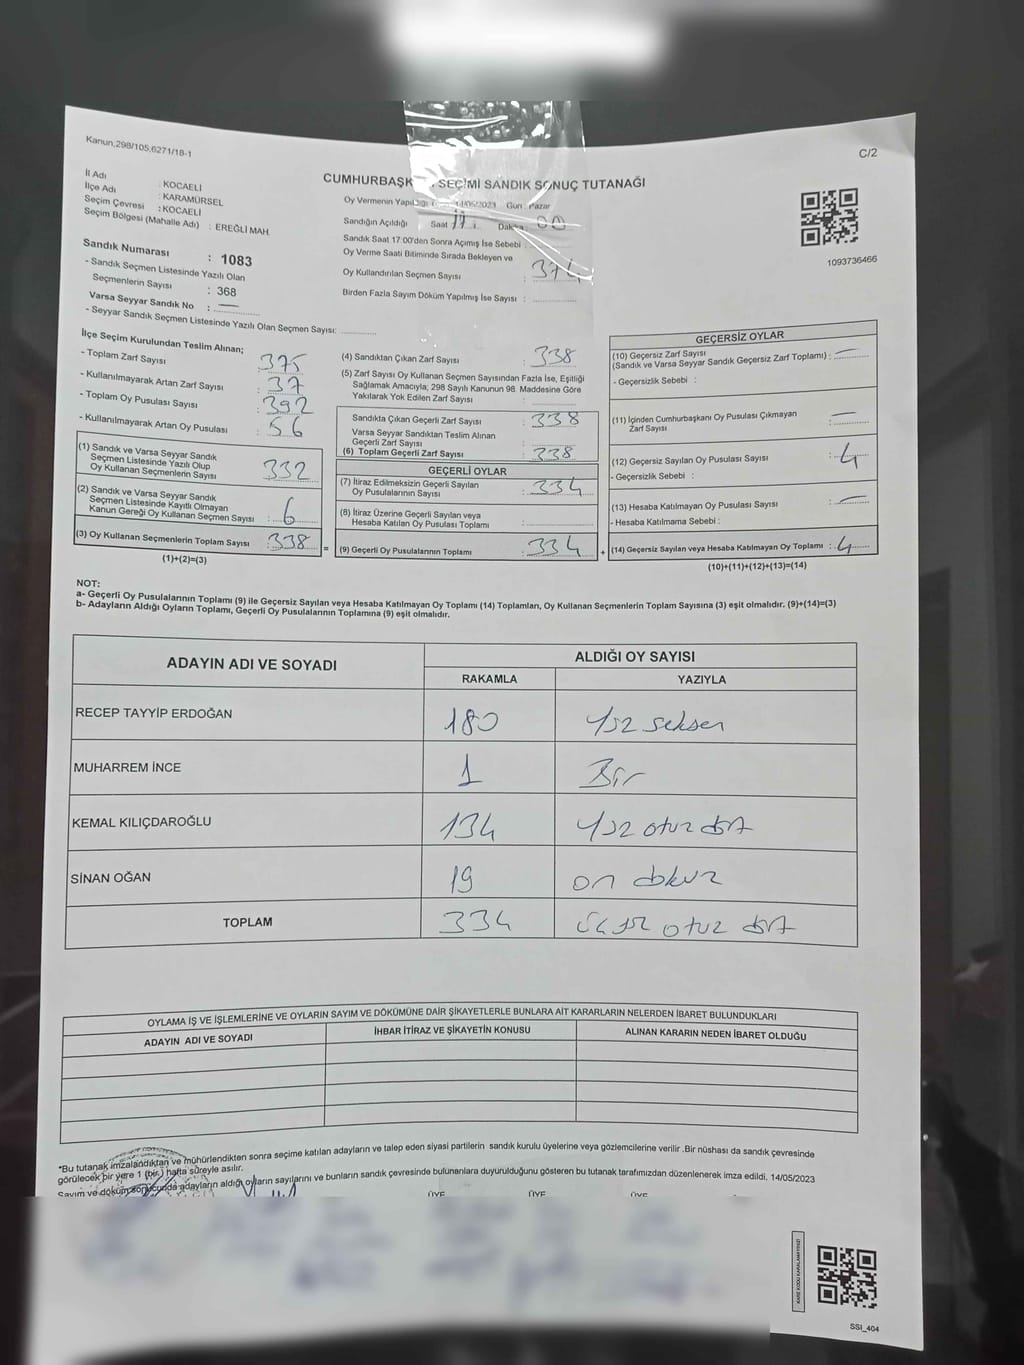 Kanun,298/105,6271/18-1
C/2
İl Adı : KOCAELİ
İlçe Adı : KARAMÜRSEL
Seçim Çevresi : KOCAELİ
Seçim Bölgesi (Mahalle Adı) : EREĞLİ MAH.
Sandık Numarası : 1083
- Sandık Seçmen Listesinde Yazılı Olan
Seçmenlerin Sayısı : 368
Varsa Seyyar Sandık No :
- Seyyar Sandık Seçmen Listesinde Yazılı Olan Seçmen Sayısı:
CUMHURBAŞK SEÇİMİ SANDIK SONUÇ TUTANAĞI
Oy Vermenin Yapıldığı 14/05/2023 Gün : Pazar
Sandığın Açıldığı Saat Dakika : 00
Sandık Saat 17:00'den Sonra Açımış İse Sebebi :
Oy Verme Saati Bitiminde Sırada Bekleyen ve
Oy Kullandırılan Seçmen Sayısı : 374
Birden Fazla Sayım Döküm Yapılmış İse Sayısı :
1093736466
İlçe Seçim Kurulundan Teslim Alınan;
- Toplam Zarf Sayısı : 375
- Kullanılmayarak Artan Zarf Sayısı : 37
- Toplam Oy Pusulası Sayısı : 392
- Kullanılmayarak Artan Oy Pusulası : 56
(1) Sandık ve Varsa Seyyar Sandık
Seçmen Listesinde Yazılı Olup
Oy Kullanan Seçmenlerin Sayısı 332
(2) Sandık ve Varsa Seyyar Sandık
Seçmen Listesinde Kayıtlı Olmayan
Kanun Gereği Oy Kullanan Seçmen Sayısı : 6
(3) Oy Kullanan Seçmenlerin Toplam Sayısı : 338
(1)+(2)=(3)
(4) Sandıktan Çıkan Zarf Sayısı : 338
(5) Zarf Sayısı Oy Kullanan Seçmen Sayısından Fazla İse, Eşitliği
Sağlamak Amacıyla; 298 Sayılı Kanunun 98. Maddesine Göre
Yakılarak Yok Edilen Zarf Sayısı :
Sandıkta Çıkan Geçerli Zarf Sayısı : 338
Varsa Seyyar Sandıktan Teslim Alınan
Geçerli Zarf Sayısı :
(6) Toplam Geçerli Zarf Sayısı : 338
GEÇERLİ OYLAR
(7) İtiraz Edilmeksizin Geçerli Sayılan
Oy Pusulalarının Sayısı : 334
(8) İtiraz Üzerine Geçerli Sayılan veya
Hesaba Katılan Oy Pusulası Toplamı :
= (9) Geçerli Oy Pusulalarının Toplamı : 334 +
GEÇERSİZ OYLAR
(10) Geçersiz Zarf Sayısı
(Sandık ve Varsa Seyyar Sandık Geçersiz Zarf Toplamı) :
- Geçersizlik Sebebi :
(11) İçinden Cumhurbaşkanı Oy Pusulası Çıkmayan
Zarf Sayısı :
(12) Geçersiz Sayılan Oy Pusulası Sayısı : 4
- Geçersizlik Sebebi :
(13) Hesaba Katılmayan Oy Pusulası Sayısı :
- Hesaba Katılmama Sebebi :
(14) Geçersiz Sayılan veya Hesaba Katılmayan Oy Toplamı : 4
(10)+(11)+(12)+(13)=(14)
NOT:
a- Geçerli Oy Pusulalarının Toplamı (9) ile Geçersiz Sayılan veya Hesaba Katılmayan Oy Toplamı (14) Toplamları, Oy Kullanan Seçmenlerin Toplam Sayısına (3) eşit olmalıdır. (9)+(14)=(3)
b- Adayların Aldığı Oyların Toplamı, Geçerli Oy Pusulalarının Toplamına (9) eşit olmalıdır.
ADAYIN ADI VE SOYADI
ALDIĞI OY SAYISI
RAKAMLA YAZIYLA
RECEP TAYYİP ERDOĞAN 180 Yüz seksen
MUHARREM İNCE 1 Bir
KEMAL KILIÇDAROĞLU 134 Yüz otuz dört
SİNAN OĞAN 19 on dokuz
TOPLAM 334 üçyüz otuz dört
OYLAMA İŞ VE İŞLEMLERİNE VE OYLARIN SAYIM VE DÖKÜMÜNE DAİR ŞİKAYETLERLE BUNLARA AİT KARARLARIN NELERDEN İBARET BULUNDUKLARI
ADAYIN ADI VE SOYADI İHBAR İTİRAZ VE ŞİKAYETİN KONUSU ALINAN KARARIN NEDEN İBARET OLDUĞU
*Bu tutanak imzalandıktan ve mühürlendikten sonra seçime katılan adayların ve talep eden siyasi partilerin sandık kurulu üyelerine veya gözlemcilerine verilir .Bir nüshası da sandık çevresinde
görülecek bir yere 1 (bir ) hafta süreyle asılır.
Sayım ve döküm sonucunda adayların aldığı oyların sayılarını ve bunların sandık çevresinde bulunanlara duyurulduğunu gösteren bu tutanak tarafımızdan düzenlenerek imza edildi. 14/05/2023
ÜYE ÜYE ÜYE
SSI_404